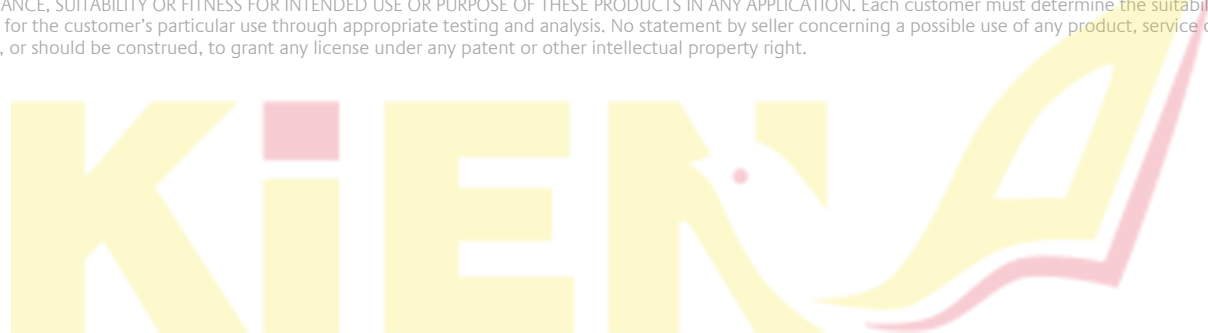 ANCE, SUITABILITY OR FITNESS FOR INTENDED USE OR PURPOSE OF THESE PRODUCTS IN ANY APPLICATION. Each customer must determine the suitabil
for the customer’s particular use through appropriate testing and analysis. No statement by seller concerning a possible use of any product, service o
, or should be construed, to grant any license under any patent or other intellectual property right.
KiEN